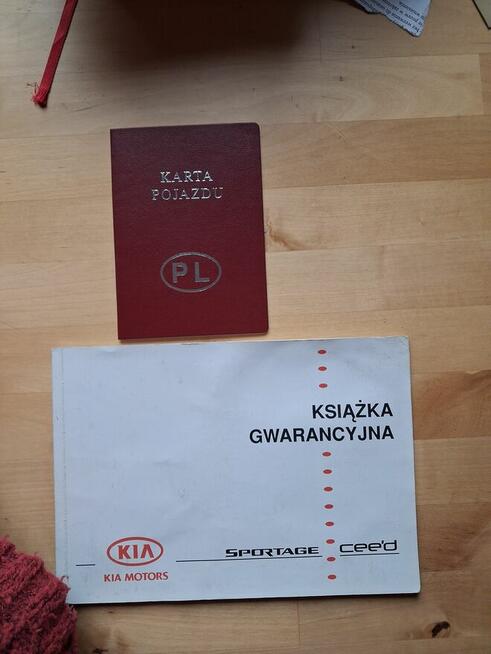 KARTA
POJAZDU
PL
KSIĄŻKA
GWARANCYJNA
KIA
KIA MOTORS
SPORTAGE cee'd